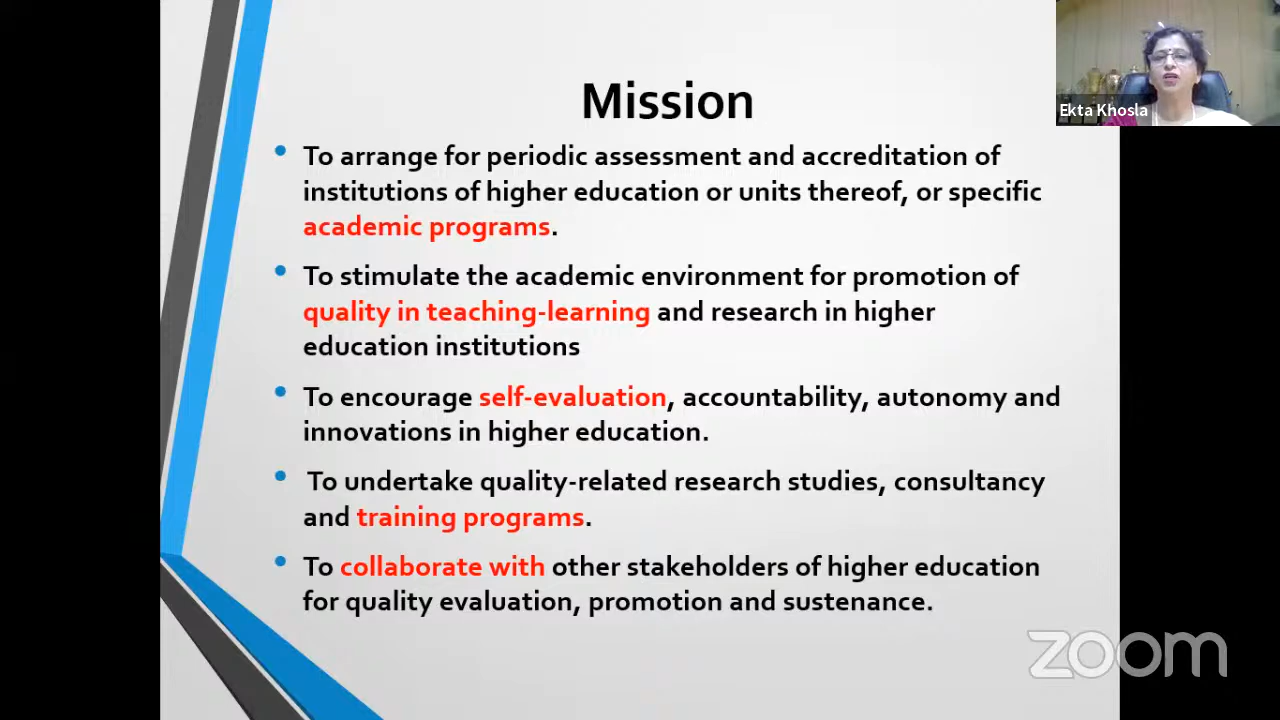 Mission
Ekta Khosla
• To arrange for periodic assessment and accreditation of
institutions of higher education or units thereof, or specific
academic programs.
• To stimulate the academic environment for promotion of
quality in teaching-learning and research in higher
education institutions
• To encourage self-evaluation, accountability, autonomy and
innovations in higher education.
• To undertake quality-related research studies, consultancy
and training programs.
• To collaborate with other stakeholders of higher education
for quality evaluation, promotion and sustenance.
zoom